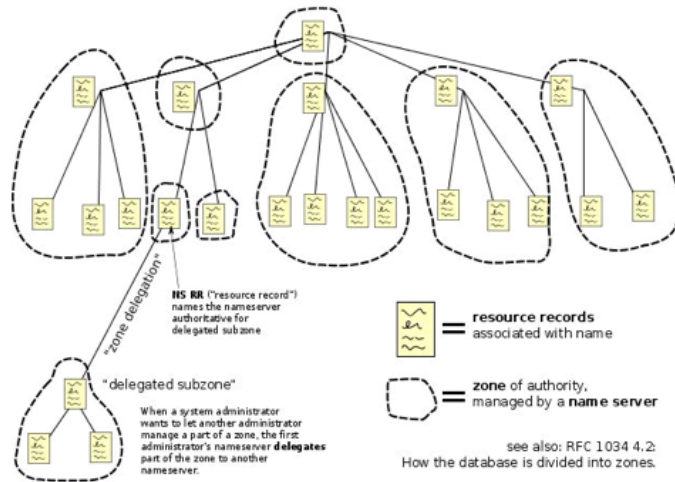 NS RR ("resource record")
names the nameserver
authoritative for
delegated subzone
"zone delegation"
resource records
associated with name
"delegated subzone"
zone of authority,
managed by a name server
When a system administrator
wants to let another administrator
manage a part of a zone, the first
administrator's nameserver delegates
part of the zone to another
nameserver.
see also: RFC 1034 4.2:
How the database is divided into zones.